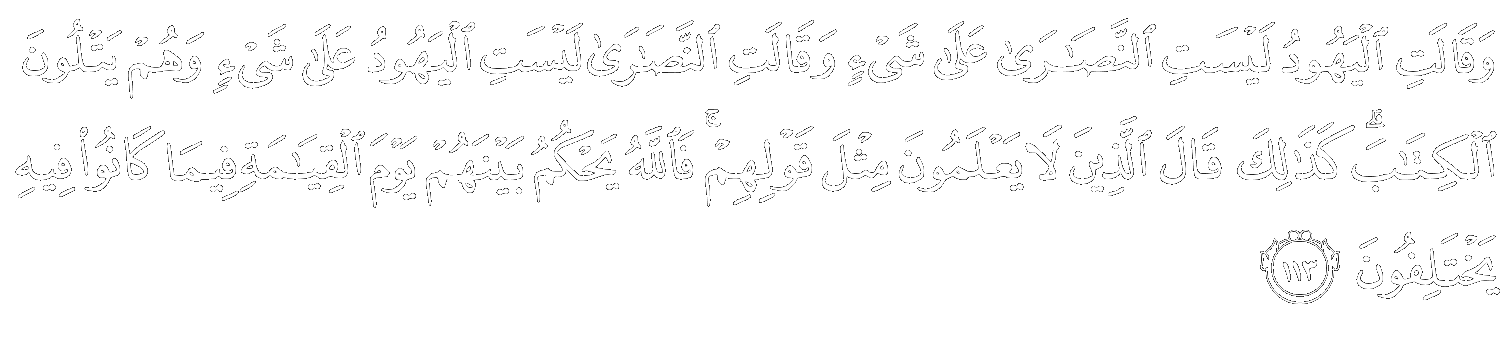 وَقَالَتِ ٱلْيَهُودُ لَيْسَتِ ٱلنَّصَـٰرَىٰ عَلَىٰ شَىْءٍ وَقَالَتِ ٱلنَّصَـٰرَىٰ لَيْسَتِ ٱلْيَهُودُ عَلَىٰ شَىْءٍ وَهُمْ يَتْلُونَ
ٱلْكِتَـٰبَ ۗ كَذَٰلِكَ قَالَ ٱلَّذِينَ لَا يَعْلَمُونَ مِثْلَ قَوْلِهِمْ ۚ فَٱللَّهُ يَحْكُمُ بَيْنَهُمْ يَوْمَ ٱلْقِيَـٰمَةِ فِيمَا كَانُوا۟ فِيهِ
يَخْتَلِفُونَ ١١٣